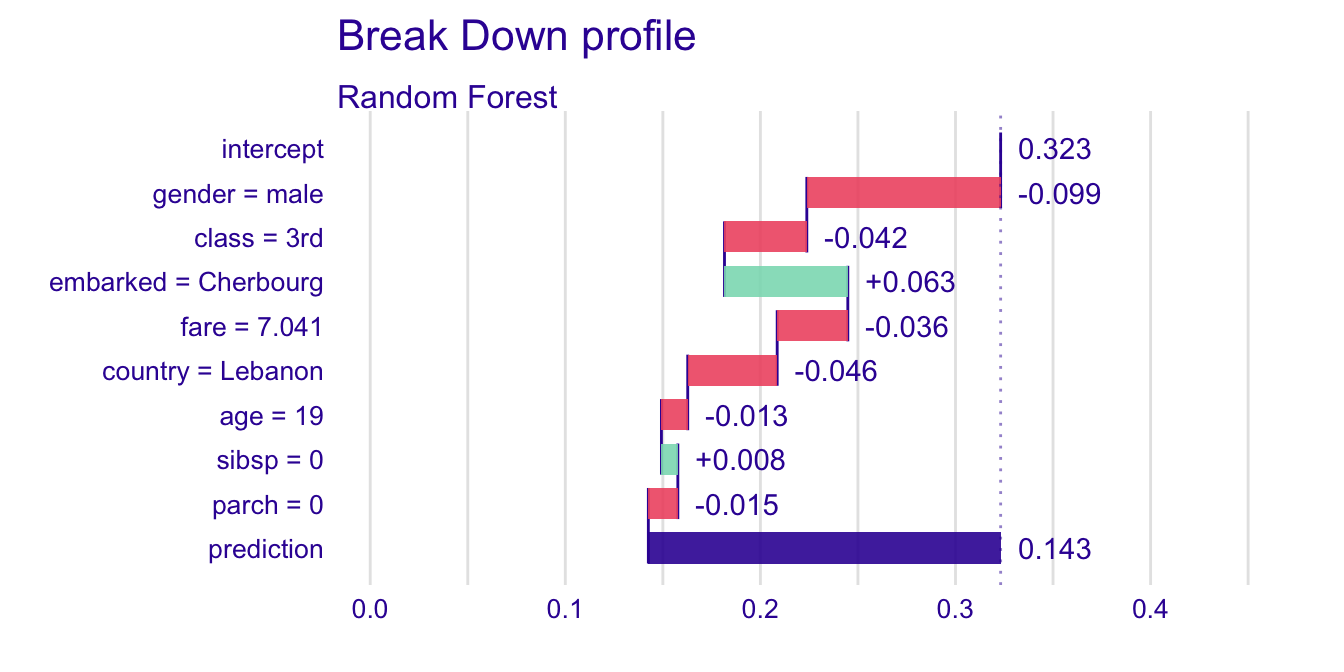 Break Down profile
Random Forest
intercept 0.323
gender = male -0.099
class = 3rd -0.042
embarked = Cherbourg +0.063
fare = 7.041 -0.036
country = Lebanon -0.046
age = 19 -0.013
sibsp = 0 +0.008
parch = 0 -0.015
prediction 0.143
0.0 0.1 0.2 0.3 0.4